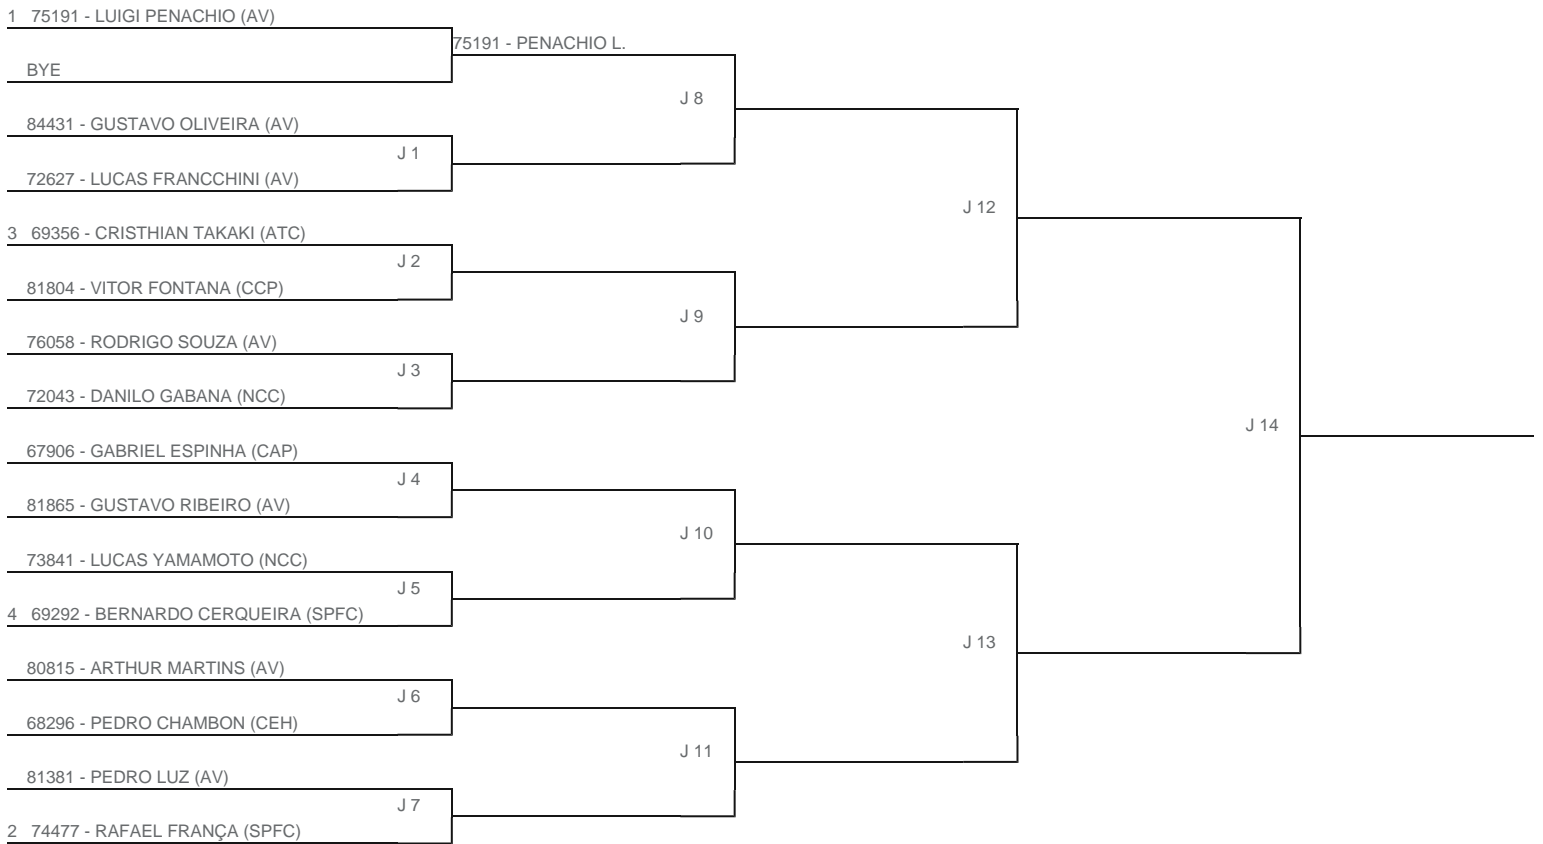 1 75191 - LUIGI PENACHIO (AV)
75191 - PENACHIO L.
BYE
J 8
84431 - GUSTAVO OLIVEIRA (AV)
J 1
72627 - LUCAS FRANCCHINI (AV)
J 12
3 69356 - CRISTHIAN TAKAKI (ATC)
J 2
81804 - VITOR FONTANA (CCP)
J 9
76058 - RODRIGO SOUZA (AV)
J 3
72043 - DANILO GABANA (NCC)
J 14
67906 - GABRIEL ESPINHA (CAP)
J 4
81865 - GUSTAVO RIBEIRO (AV)
J 10
73841 - LUCAS YAMAMOTO (NCC)
J 5
4 69292 - BERNARDO CERQUEIRA (SPFC)
J 13
80815 - ARTHUR MARTINS (AV)
J 6
68296 - PEDRO CHAMBON (CEH)
J 11
81381 - PEDRO LUZ (AV)
J 7
2 74477 - RAFAEL FRANÇA (SPFC)